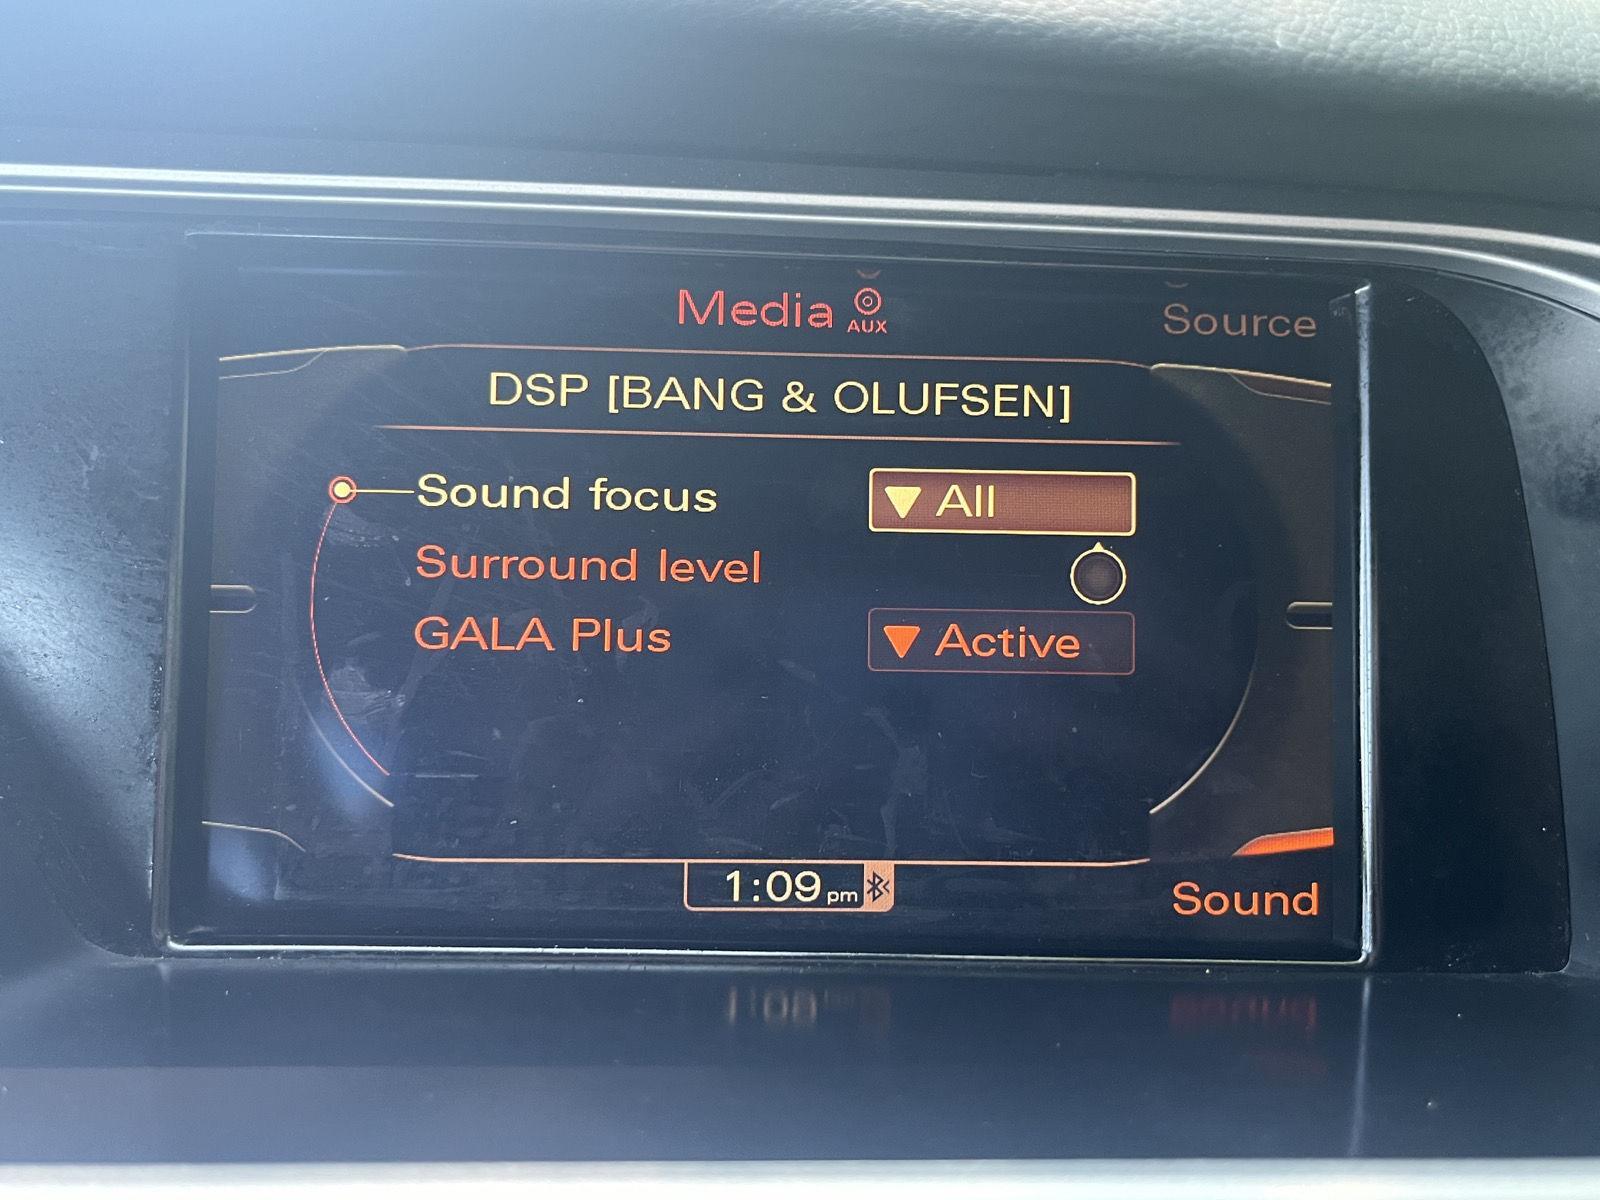 Media AUX
Source
DSP [BANG & OLUFSEN]
Sound focus ▼ All
Surround level
GALA Plus ▼ Active
1:09 pm
Sound